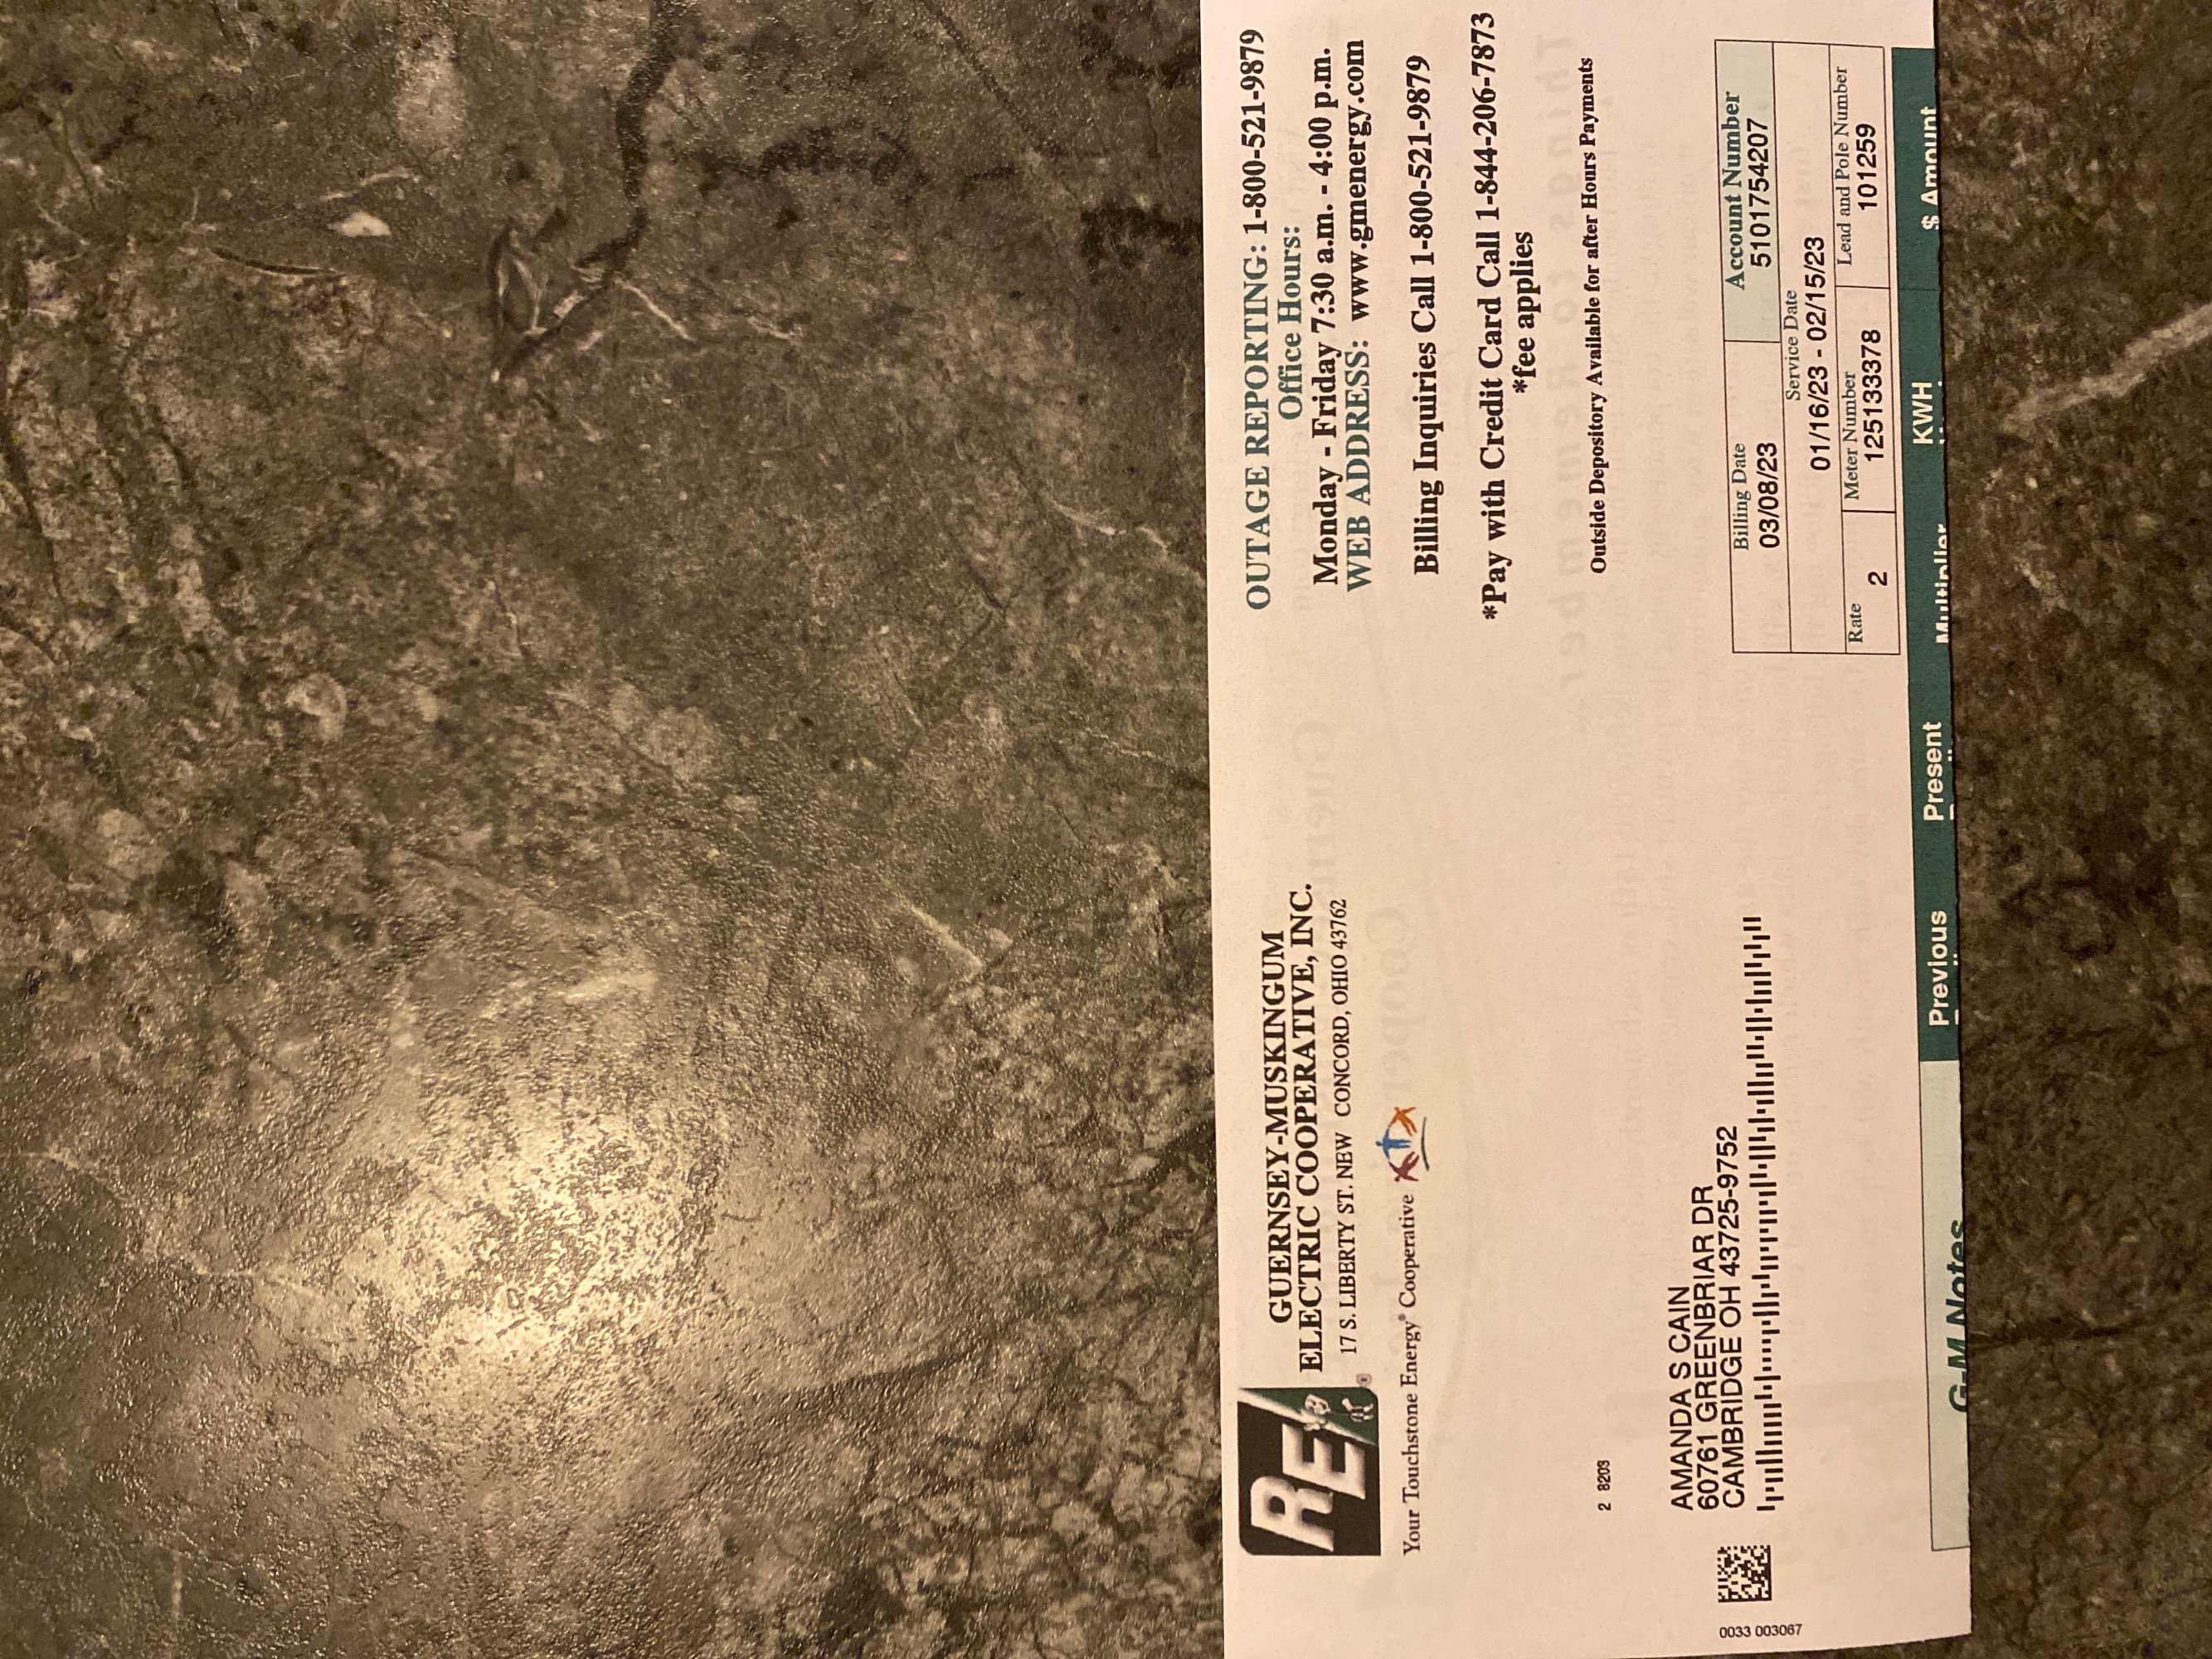 RE
GUERNSEY-MUSKINGUM
ELECTRIC COOPERATIVE, INC.
17 S. LIBERTY ST. NEW CONCORD, OHIO 43762
Your Touchstone Energy® Cooperative
OUTAGE REPORTING: 1-800-521-9879
Office Hours:
Monday - Friday 7:30 a.m. - 4:00 p.m.
WEB ADDRESS: www.gmenergy.com
Billing Inquiries Call 1-800-521-9879
*Pay with Credit Card Call 1-844-206-7873
*fee applies
Outside Depository Available for after Hours Payments
2 8203
AMANDA S CAIN
60761 GREENBRIAR DR
CAMBRIDGE OH 43725-9752
0033 003067
Billing Date
03/08/23
Account Number
5101754207
Service Date
01/16/23 - 02/15/23
Rate
2
Meter Number
125133378
Lead and Pole Number
101259
G-M Notes
Previous
Present
Multiplier
KWH
$ Amount